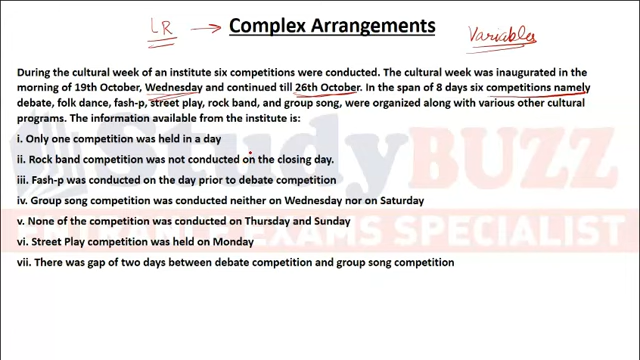 LR → Complex Arrangements Variables
During the cultural week of an institute six competitions were conducted. The cultural week was inaugurated in the
morning of 19th October, Wednesday and continued till 26th October. In the span of 8 days six competitions namely
debate, folk dance, fash-p, street play, rock band, and group song, were organized along with various other cultural
programs. The information available from the institute is:
i. Only one competition was held in a day
ii. Rock band competition was not conducted on the closing day.
iii. Fash-p was conducted on the day prior to debate competition
iv. Group song competition was conducted neither on Wednesday nor on Saturday
v. None of the competition was conducted on Thursday and Sunday
vi. Street Play competition was held on Monday
vii. There was gap of two days between debate competition and group song competition
StudyBUZZ
ENTRANCE EXAMS SPECIALIST